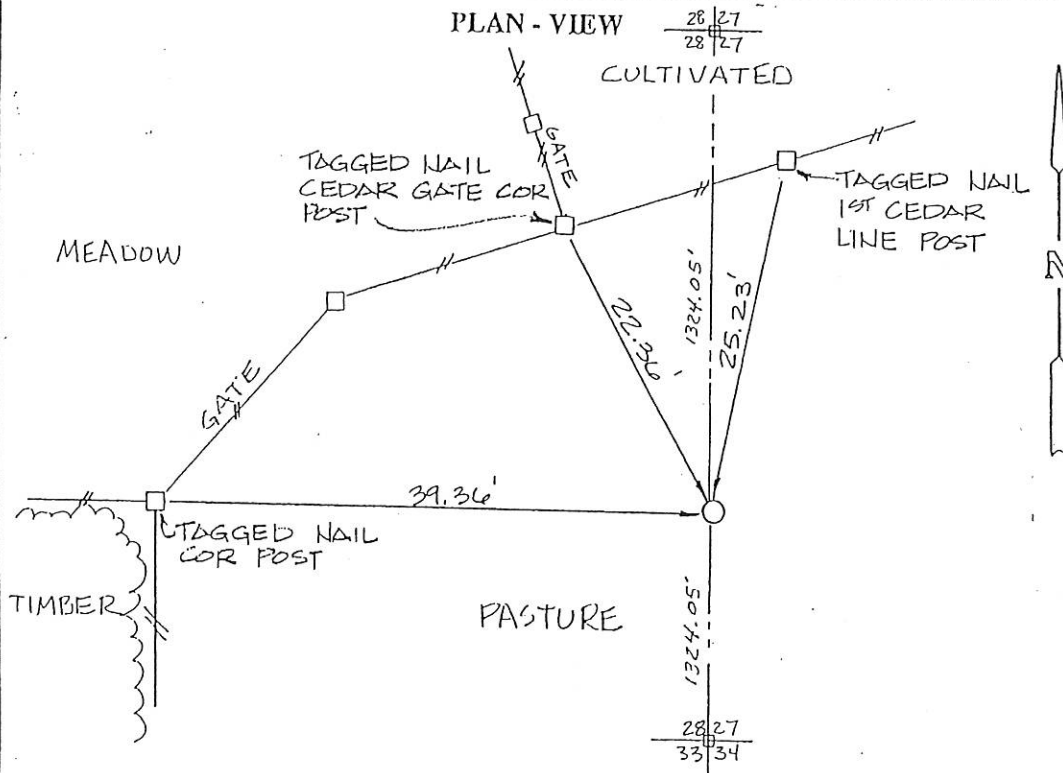 PLAN - VIEW
28 27
28 27
CULTIVATED
GATE
TAGGED NAIL
CEDAR GATE COR
POST
TAGGED NAIL
1ST CEDAR
LINE POST
MEADOW
N
1324.05'
22.36'
25.23'
GATE
39.36'
TAGGED NAIL
COR POST
TIMBER
PASTURE
1324.05'
28 27
33 34